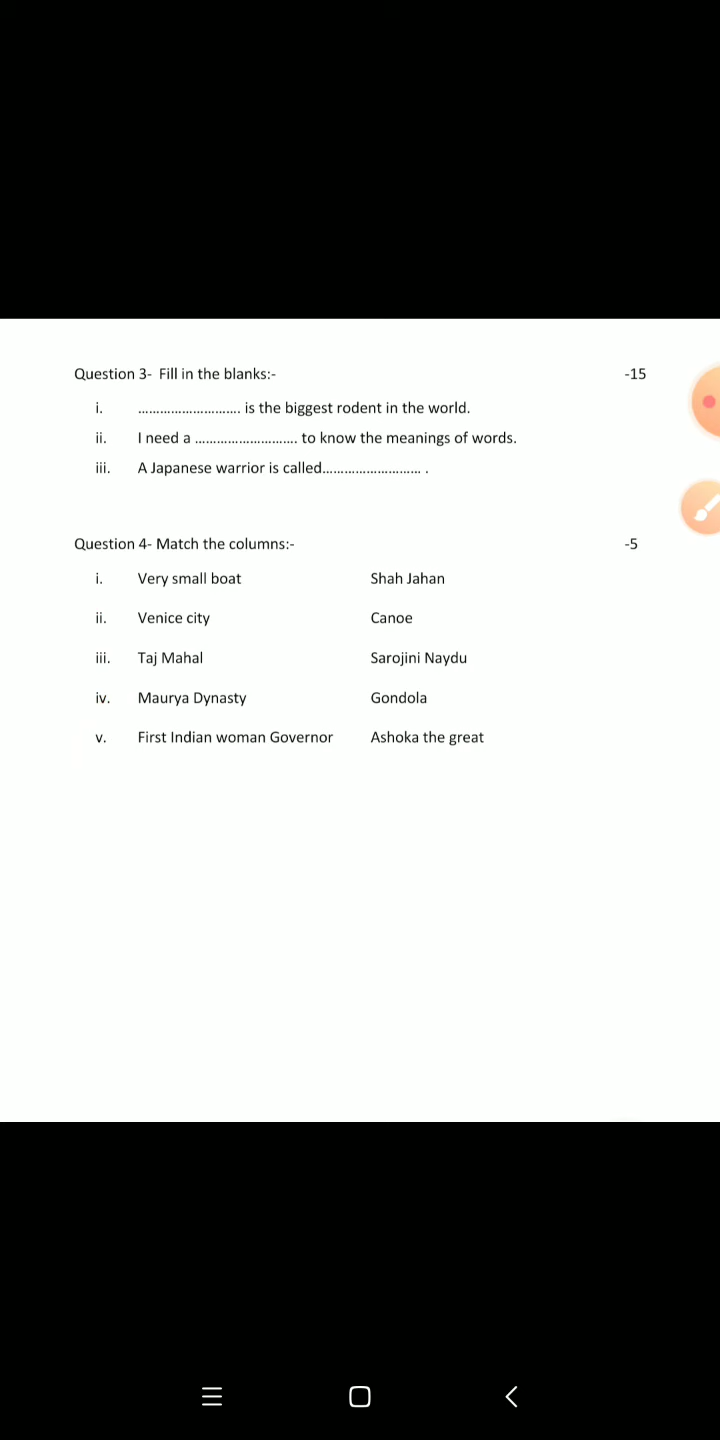 Question 3- Fill in the blanks:- -15
i. ............................ is the biggest rodent in the world.
ii. I need a ............................ to know the meanings of words.
iii. A Japanese warrior is called........................... .
Question 4- Match the columns:- -5
i. Very small boat Shah Jahan
ii. Venice city Canoe
iii. Taj Mahal Sarojini Naydu
iv. Maurya Dynasty Gondola
v. First Indian woman Governor Ashoka the great